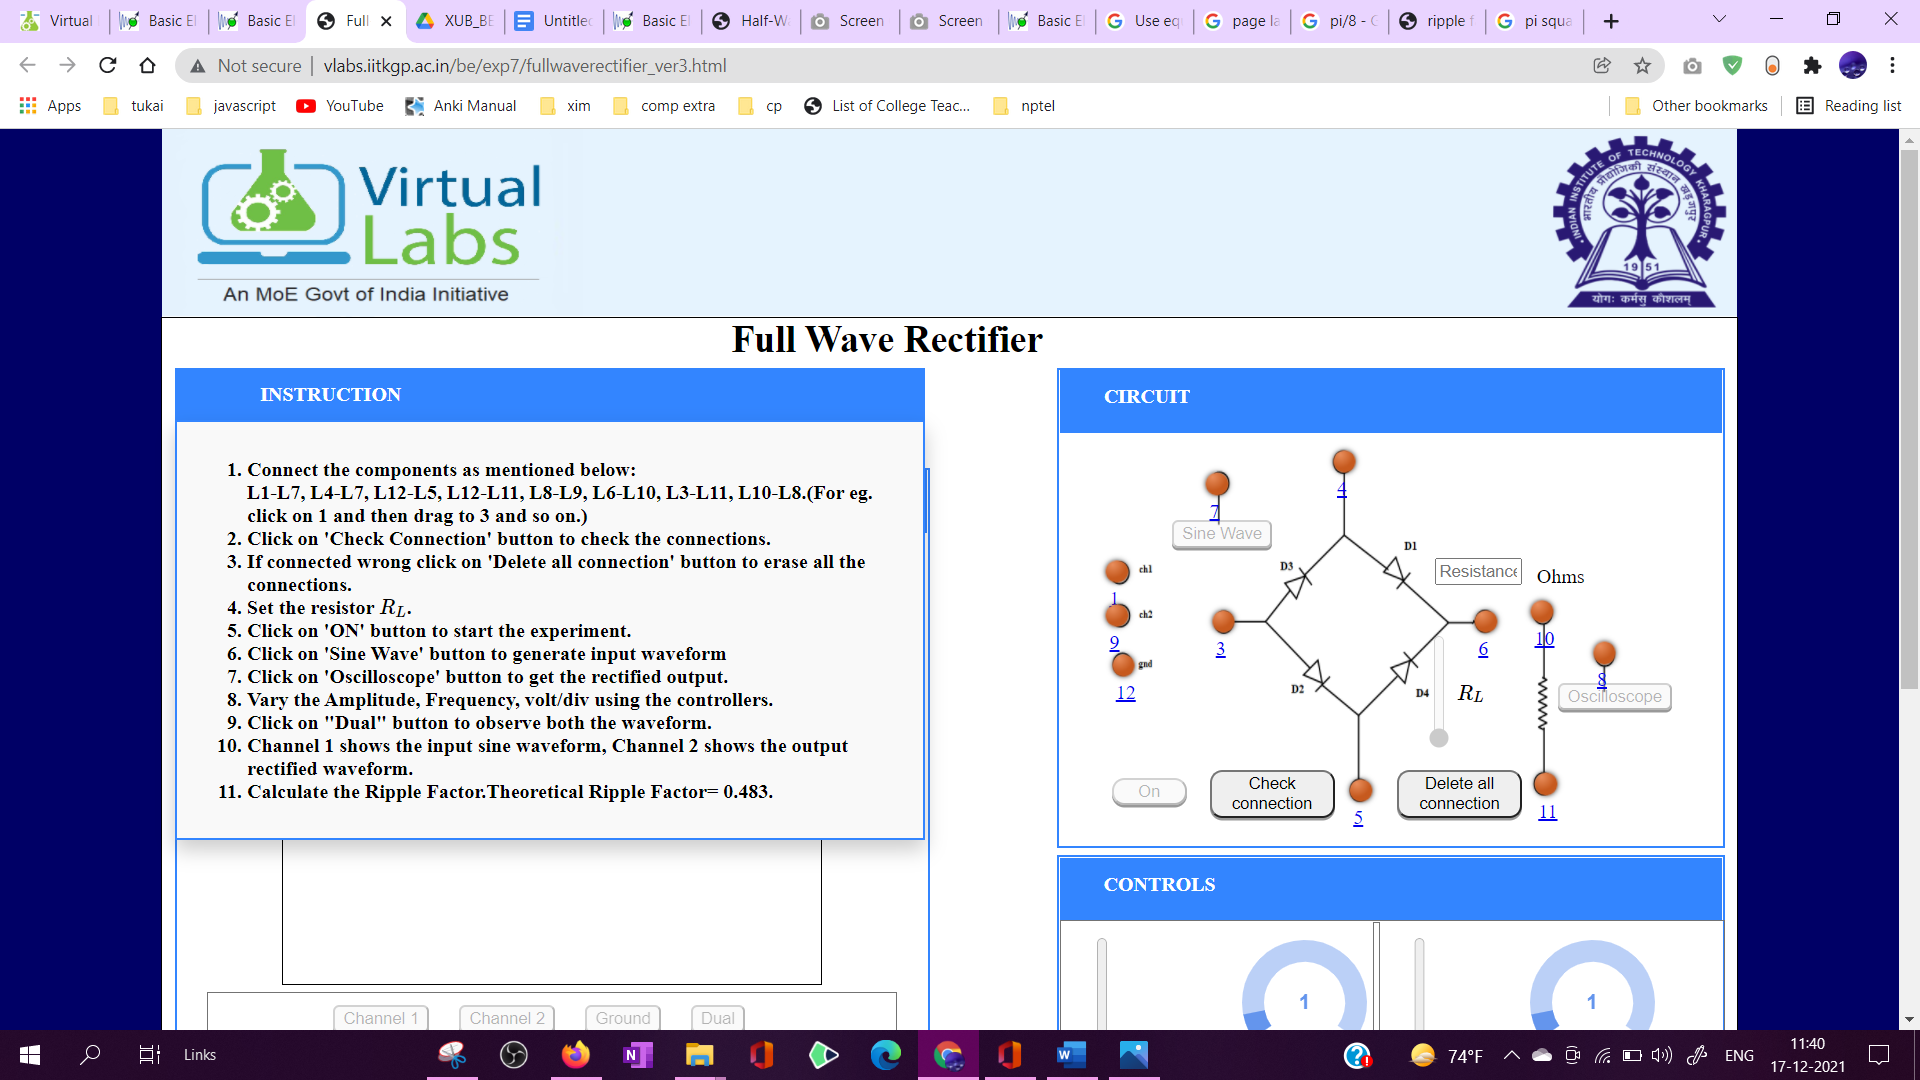 Virtual
Basic El
Basic El
Full
XUB_BE
Untitled
Basic El
Half-W
Screen
Screen
Basic El
Use eq
page la
pi/8 - G
ripple f
pi squa
Not secure | vlabs.iitkgp.ac.in/be/exp7/fullwaverectifier_ver3.html
Apps tukai javascript YouTube Anki Manual xim comp extra cp List of College Teac... nptel Other bookmarks Reading list
Virtual
Labs
An MoE Govt of India Initiative
INDIAN INSTITUTE OF TECHNOLOGY KHARAGPUR
भारतीय प्रौद्योगिकी संस्थान खड़गपुर
1951
योगः कर्मसु कौशलम्
Full Wave Rectifier
INSTRUCTION
1. Connect the components as mentioned below:
L1-L7, L4-L7, L12-L5, L12-L11, L8-L9, L6-L10, L3-L11, L10-L8.(For eg.
click on 1 and then drag to 3 and so on.)
2. Click on 'Check Connection' button to check the connections.
3. If connected wrong click on 'Delete all connection' button to erase all the
connections.
4. Set the resistor RL.
5. Click on 'ON' button to start the experiment.
6. Click on 'Sine Wave' button to generate input waveform
7. Click on 'Oscilloscope' button to get the rectified output.
8. Vary the Amplitude, Frequency, volt/div using the controllers.
9. Click on "Dual" button to observe both the waveform.
10. Channel 1 shows the input sine waveform, Channel 2 shows the output
rectified waveform.
11. Calculate the Ripple Factor.Theoretical Ripple Factor= 0.483.
Channel 1 Channel 2 Ground Dual
CIRCUIT
4
7
Sine Wave
D1
D3
Resistance Ohms
ch1
1
ch2
9
gnd
12
3
6
10
8
Oscilloscope
D2
D4
RL
On
Check
connection
5
Delete all
connection
11
CONTROLS
1
1
Links
74°F
ENG
11:40
17-12-2021